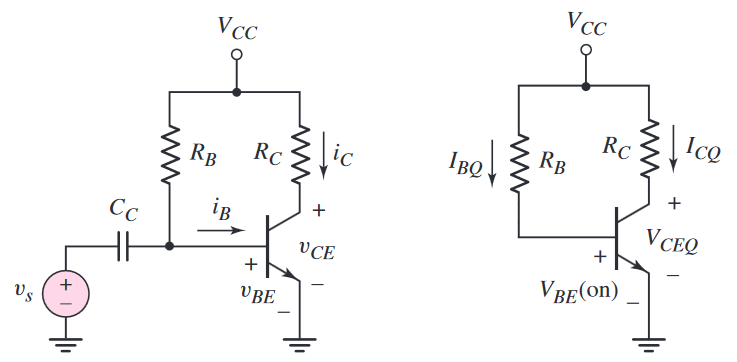 V_CC
R_B
R_C
i_C
C_C
i_B
+
v_CE
−
+
v_BE
−
v_s
+
−
V_CC
I_BQ
R_B
R_C
I_CQ
+
V_CEQ
−
+
V_BE(on)
−